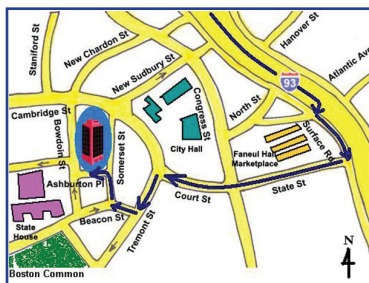 Staniford St
New Chardon St
Hanover St
Atlantic Ave
New Sudbury St
93
Cambridge St
Bowdoin St
Somerset St
Congress St
North St
Surface Rd
City Hall
Faneuil Hall
Marketplace
Ashburton Pl
State
House
Beacon St
Tremont St
Court St
State St
N
Boston Common